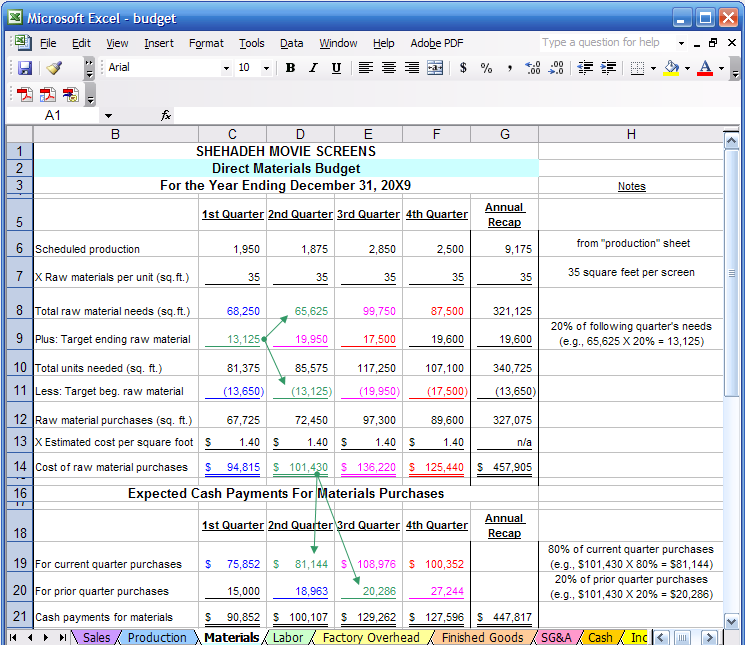 Microsoft Excel - budget
File Edit View Insert Format Tools Data Window Help Adobe PDF Type a question for help
Arial 10 B I U $ % ,
A1 fx
B C D E F G H
1 SHEHADEH MOVIE SCREENS
2 Direct Materials Budget
3 For the Year Ending December 31, 20X9 Notes
5 1st Quarter 2nd Quarter 3rd Quarter 4th Quarter Annual Recap
6 Scheduled production 1,950 1,875 2,850 2,500 9,175 from "production" sheet
7 X Raw materials per unit (sq.ft.) 35 35 35 35 35 35 square feet per screen
8 Total raw material needs (sq.ft.) 68,250 65,625 99,750 87,500 321,125
9 Plus: Target ending raw material 13,125 19,950 17,500 19,600 19,600 20% of following quarter's needs
(e.g., 65,625 X 20% = 13,125)
10 Total units needed (sq. ft.) 81,375 85,575 117,250 107,100 340,725
11 Less: Target beg. raw material (13,650) (13,125) (19,950) (17,500) (13,650)
12 Raw material purchases (sq. ft.) 67,725 72,450 97,300 89,600 327,075
13 X Estimated cost per square foot $ 1.40 $ 1.40 $ 1.40 $ 1.40 n/a
14 Cost of raw material purchases $ 94,815 $ 101,430 $ 136,220 $ 125,440 $ 457,905
16 Expected Cash Payments For Materials Purchases
18 1st Quarter 2nd Quarter 3rd Quarter 4th Quarter Annual Recap
19 For current quarter purchases $ 75,852 $ 81,144 $ 108,976 $ 100,352 80% of current quarter purchases
(e.g., $101,430 X 80% = $81,144)
20 For prior quarter purchases 15,000 18,963 20,286 27,244 20% of prior quarter purchases
(e.g., $101,430 X 20% = $20,286)
21 Cash payments for materials $ 90,852 $ 100,107 $ 129,262 $ 127,596 $ 447,817
Sales Production Materials Labor Factory Overhead Finished Goods SG&A Cash Inc